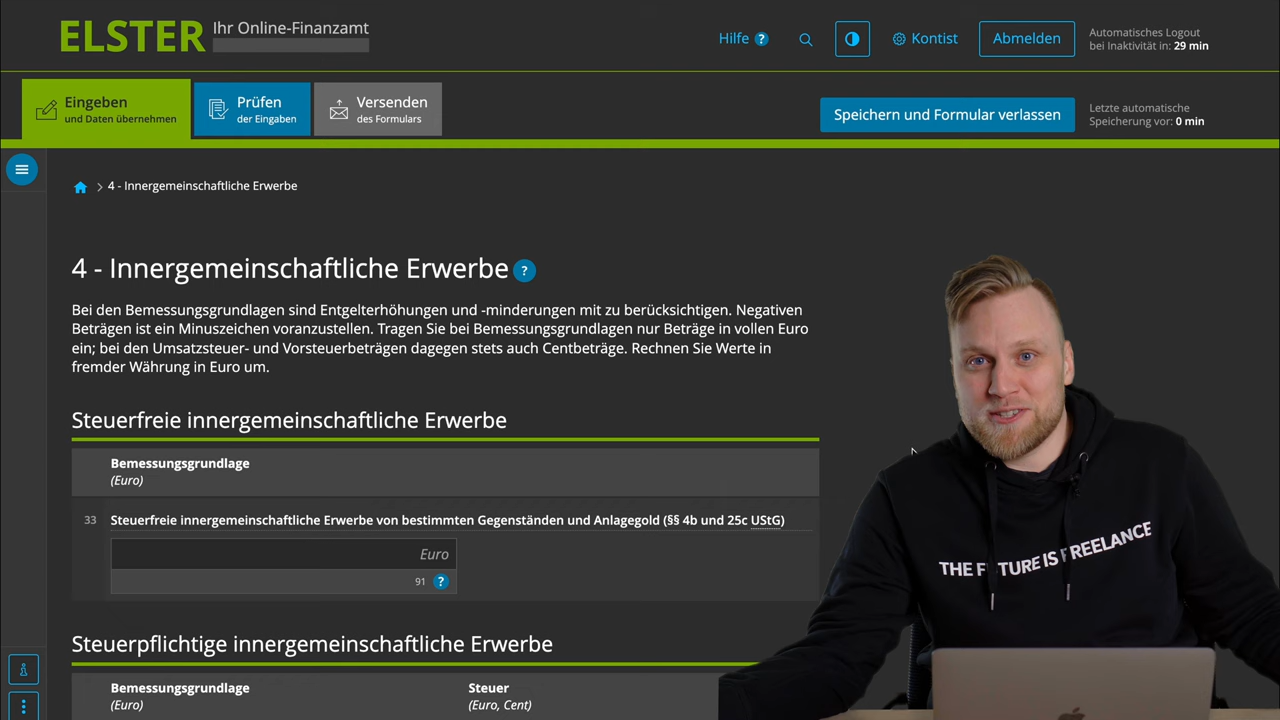 ELSTER
Ihr Online-Finanzamt
Hilfe ?
Kontist
Abmelden
Automatisches Logout
bei Inaktivität in: 29 min
Eingeben
und Daten übernehmen
Prüfen
der Eingaben
Versenden
des Formulars
Speichern und Formular verlassen
Letzte automatische
Speicherung vor: 0 min
4 - Innergemeinschaftliche Erwerbe
4 - Innergemeinschaftliche Erwerbe ?
Bei den Bemessungsgrundlagen sind Entgelterhöhungen und -minderungen mit zu berücksichtigen. Negativen
Beträgen ist ein Minuszeichen voranzustellen. Tragen Sie bei Bemessungsgrundlagen nur Beträge in vollen Euro
ein; bei den Umsatzsteuer- und Vorsteuerbeträgen dagegen stets auch Centbeträge. Rechnen Sie Werte in
fremder Währung in Euro um.
Steuerfreie innergemeinschaftliche Erwerbe
Bemessungsgrundlage
(Euro)
33 Steuerfreie innergemeinschaftliche Erwerbe von bestimmten Gegenständen und Anlagegold (§§ 4b und 25c UStG)
Euro
91 ?
THE FUTURE IS FREELANCE
Steuerpflichtige innergemeinschaftliche Erwerbe
Bemessungsgrundlage
(Euro)
Steuer
(Euro, Cent)